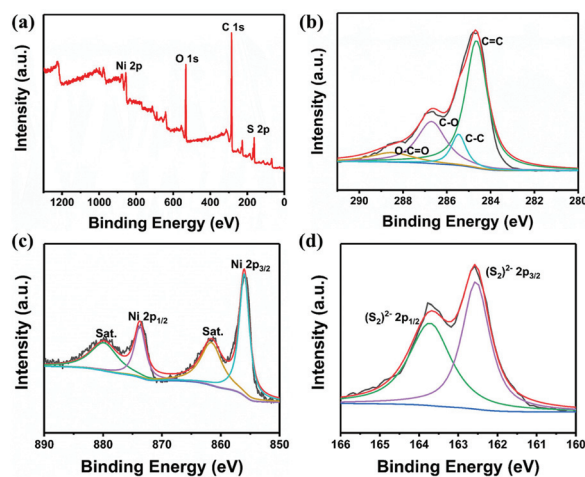 (a)
C 1s
O 1s
Ni 2p
S 2p
Intensity (a.u.)
1200 1000 800 600 400 200 0
Binding Energy (eV)
(b)
C=C
C-O
C-C
O-C=O
Intensity (a.u.)
290 288 286 284 282 280
Binding Energy (eV)
(c)
Ni 2p3/2
Ni 2p1/2
Sat.
Sat.
Intensity (a.u.)
890 880 870 860 850
Binding Energy (eV)
(d)
(S2)2- 2p3/2
(S2)2- 2p1/2
Intensity (a.u.)
166 165 164 163 162 161 160
Binding Energy (eV)